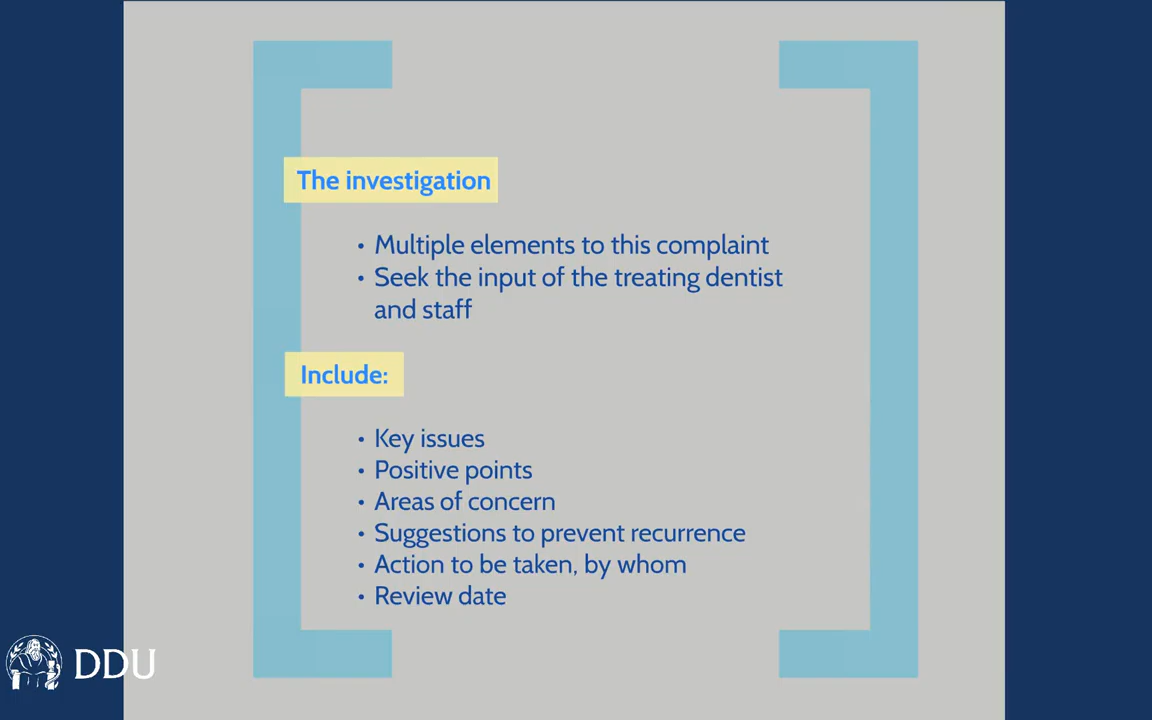 The investigation
• Multiple elements to this complaint
• Seek the input of the treating dentist
and staff
Include:
• Key issues
• Positive points
• Areas of concern
• Suggestions to prevent recurrence
• Action to be taken, by whom
• Review date
DDU